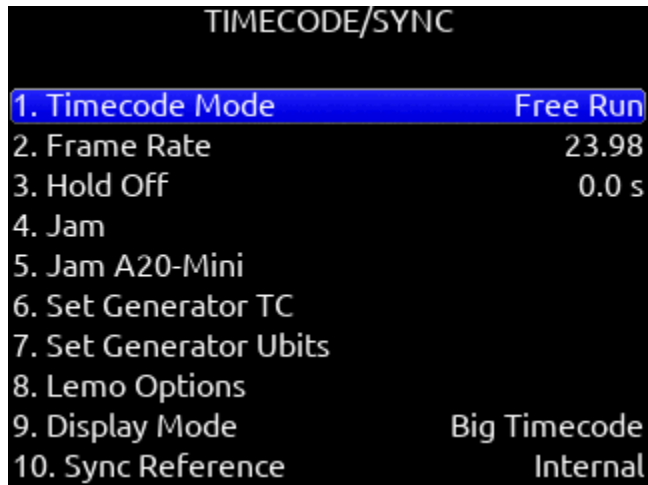 TIMECODE/SYNC
1. Timecode Mode Free Run
2. Frame Rate 23.98
3. Hold Off 0.0 s
4. Jam
5. Jam A20-Mini
6. Set Generator TC
7. Set Generator Ubits
8. Lemo Options
9. Display Mode Big Timecode
10. Sync Reference Internal